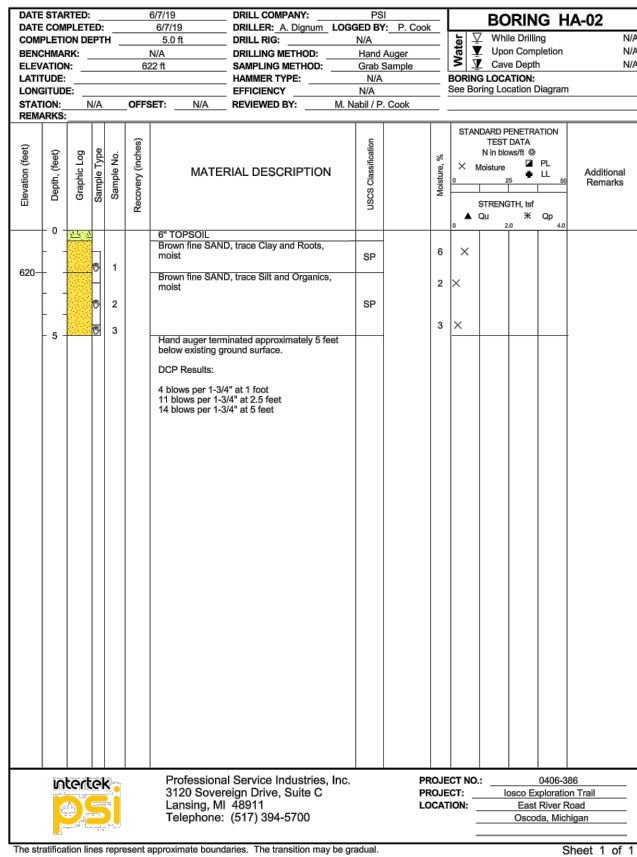 DATE STARTED: 6/7/19
DATE COMPLETED: 6/7/19
COMPLETION DEPTH 5.0 ft
BENCHMARK: N/A
ELEVATION: 622 ft
LATITUDE:
LONGITUDE:
STATION: N/A OFFSET: N/A
REMARKS:
DRILL COMPANY: PSI
DRILLER: A. Dignum LOGGED BY: P. Cook
DRILL RIG: N/A
DRILLING METHOD: Hand Auger
SAMPLING METHOD: Grab Sample
HAMMER TYPE: N/A
EFFICIENCY N/A
REVIEWED BY: M. Nabil / P. Cook
BORING HA-02
Water
While Drilling N/A
Upon Completion N/A
Cave Depth N/A
BORING LOCATION:
See Boring Location Diagram
Elevation (feet)
Depth, (feet)
Graphic Log
Sample Type
Sample No.
Recovery (inches)
MATERIAL DESCRIPTION
USCS Classification
Moisture, %
STANDARD PENETRATION
TEST DATA
N in blows/ft
Moisture PL
LL
0 25 50
STRENGTH, tsf
Qu Qp
0 2.0 4.0
Additional
Remarks
0
6" TOPSOIL
Brown fine SAND, trace Clay and Roots,
moist
SP 6
620
1
Brown fine SAND, trace Silt and Organics,
moist
2
2 SP
3 3
5
Hand auger terminated approximately 5 feet
below existing ground surface.
DCP Results:
4 blows per 1-3/4" at 1 foot
11 blows per 1-3/4" at 2.5 feet
14 blows per 1-3/4" at 5 feet
intertek
psi
Professional Service Industries, Inc.
3120 Sovereign Drive, Suite C
Lansing, MI 48911
Telephone: (517) 394-5700
PROJECT NO.: 0406-386
PROJECT: Iosco Exploration Trail
LOCATION: East River Road
Oscoda, Michigan
The stratification lines represent approximate boundaries. The transition may be gradual.
Sheet 1 of 1